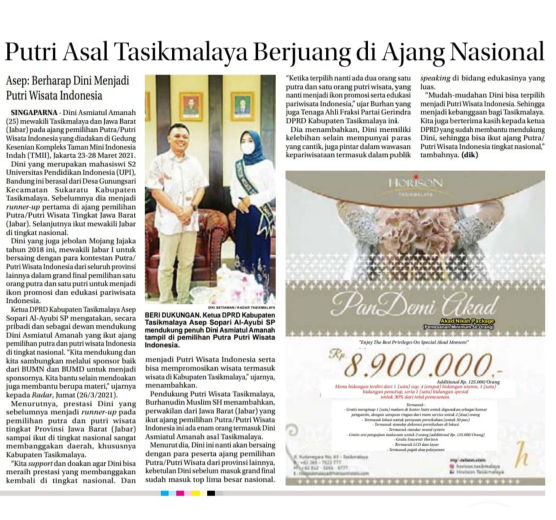 Putri Asal Tasikmalaya Berjuang di Ajang Nasional
Asep: Berharap Dini Menjadi
Putri Wisata Indonesia
SINGAPARNA - Dini Asmiatul Amanah
(25) mewakili Tasikmalaya dan Jawa Barat
(Jabar) pada ajang pemilihan Putra/Putri
Wisata Indonesia yang diadakan di Gedung
Kesenian Kompleks Taman Mini Indonesia
Indah (TMII), Jakarta 23-28 Maret 2021.
Dini yang merupakan mahasiswi S2
Universitas Pendidikan Indonesia (UPI),
Bandung ini berasal dari Desa Gunungsari
Kecamatan Sukaratu Kabupaten
Tasikmalaya. Sebelumnya dia menjadi
runner-up pertama di ajang pemilihan
Putra/Putri Wisata Tingkat Jawa Barat
(Jabar). Selanjutnya ikut mewakili Jabar
di tingkat nasional.
Dini yang juga jebolan Mojang Jajaka
tahun 2018 ini, mewakili Jabar I untuk
bersaing dengan para kontestan Putra/
Putri Wisata Indonesia dari seluruh provinsi
lainnya dalam grand final pemilihan satu
orang putra dan satu putri untuk menjadi
ikon promosi dan edukasi pariwisata
Indonesia.
Ketua DPRD Kabupaten Tasikmalaya Asep
Sopari Al-Ayubi SP mengatakan, secara
pribadi dan sebagai dewan mendukung
Dini Asmiatul Amanah yang ikut ajang
pemilihan putra dan putri wisata Indonesia
di tingkat nasional. "Kita mendukung dan
kita sambungkan melalui sponsor baik
dari BUMN dan BUMD untuk menjadi
sponsornya. Kita bantu selain mendoakan
juga membantu berupa materi," ujarnya
kepada Radar, Jumat (26/3/2021).
Menurutnya, prestasi Dini yang
sebelumnya menjadi runner-up pada
pemilihan putra dan putri wisata
tingkat Provinsi Jawa Barat (Jabar)
sampai ikut di tingkat nasional sangat
membanggakan daerah, khususnya
Kabupaten Tasikmalaya.
"Kita support dan doakan agar Dini bisa
meraih prestasi yang membanggakan
kembali di tingkat nasional. Dan
DINI SETIAWAN / RADAR TASIKMALAYA
BERI DUKUNGAN. Ketua DPRD Kabupaten
Tasikmalaya Asep Sopari Al-Ayubi SP
mendukung penuh Dini Asmiatul Amanah
tampil di pemilihan Putra Putri Wisata
Indonesia.
menjadi Putri Wisata Indonesia serta
bisa mempromosikan wisata termasuk
wisata di Kabupaten Tasikmalaya," ujarnya,
menambahkan.
Pendukung Putri Wisata Tasikmalaya,
Burhanudin Muslim SH menambahkan,
perwakilan dari Jawa Barat (Jabar) yang
ikut ajang pemilihan Putra/Putri Wisata
Indonesia ini ada enam orang termasuk Dini
Asmiatul Amanah asal Tasikmalaya.
Menurut dia, Dini ini nanti akan bersaing
dengan para peserta ajang pemilihan
Putra/Putri Wisata dari provinsi lainnya,
kebetulan Dini sebelum masuk grand final
sudah masuk top lima besar nasional.
"Ketika terpilih nanti ada dua orang satu
putra dan satu orang putri wisata, yang
nanti menjadi ikon promosi serta edukasi
pariwisata Indonesia," ujar Burhan yang
juga Tenaga Ahli Fraksi Partai Gerindra
DPRD Kabupaten Tasikmalaya ini.
Dia menambahkan, Dini memiliki
kelebihan selain mempunyai paras
yang cantik, juga pintar dalam wawasan
kepariwisataan termasuk dalam publik
speaking di bidang edukasinya yang
luas.
"Mudah-mudahan Dini bisa terpilih
menjadi Putri Wisata Indonesia. Sehingga
menjadi kebanggaan bagi Tasikmalaya.
Kita juga berterima kasih kepada ketua
DPRD yang sudah membantu mendukung
Dini, sehingga bisa ikut ajang Putra/
Putri Wisata Indonesia tingkat nasional,"
tambahnya. (dik)
HORISON
TASIKMALAYA
PanDemi
Akad Nikah Package
"Enjoy The Best Privileges On Special Ahad Moment"
Rp. 8.900.000,-
Additional Rp. 125.000/Orang
h